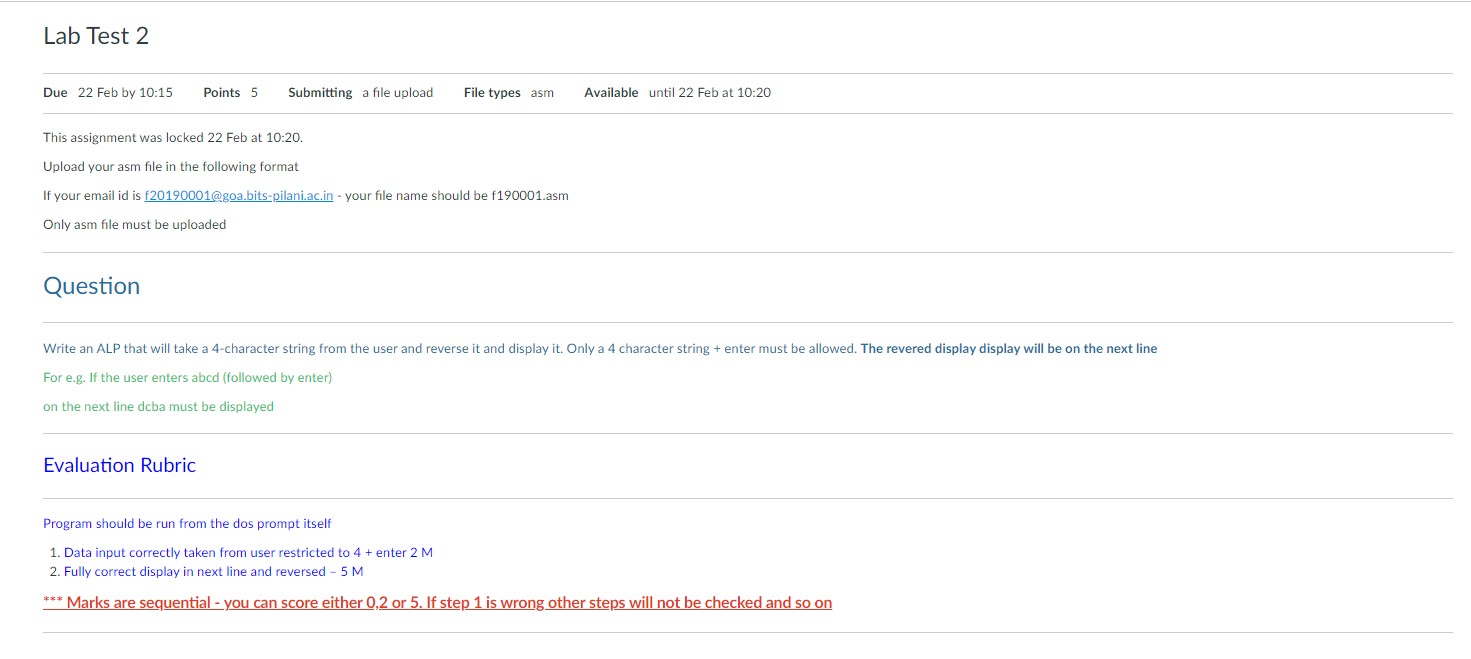 Lab Test 2
Due 22 Feb by 10:15 Points 5 Submitting a file upload File types asm Available until 22 Feb at 10:20
This assignment was locked 22 Feb at 10:20.
Upload your asm file in the following format
If your email id is f20190001@goa.bits-pilani.ac.in - your file name should be f190001.asm
Only asm file must be uploaded
Question
Write an ALP that will take a 4-character string from the user and reverse it and display it. Only a 4 character string + enter must be allowed. The revered display display will be on the next line
For e.g. If the user enters abcd (followed by enter)
on the next line dcba must be displayed
Evaluation Rubric
Program should be run from the dos prompt itself
1. Data input correctly taken from user restricted to 4 + enter 2 M
2. Fully correct display in next line and reversed – 5 M
*** Marks are sequential - you can score either 0,2 or 5. If step 1 is wrong other steps will not be checked and so on